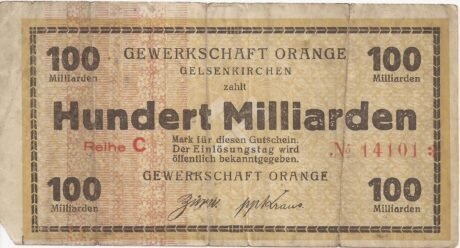 100 GEWERKSCHAFT ORANGE 100
Milliarden GELSENKIRCHEN Milliarden
zahlt
Hundert Milliarden
Reihe C
Mark für diesen Gutschein.
Der Einlösungstag wird
öffentlich bekanntgegeben.
No 14101 *
100 GEWERKSCHAFT ORANGE 100
Milliarden Milliarden